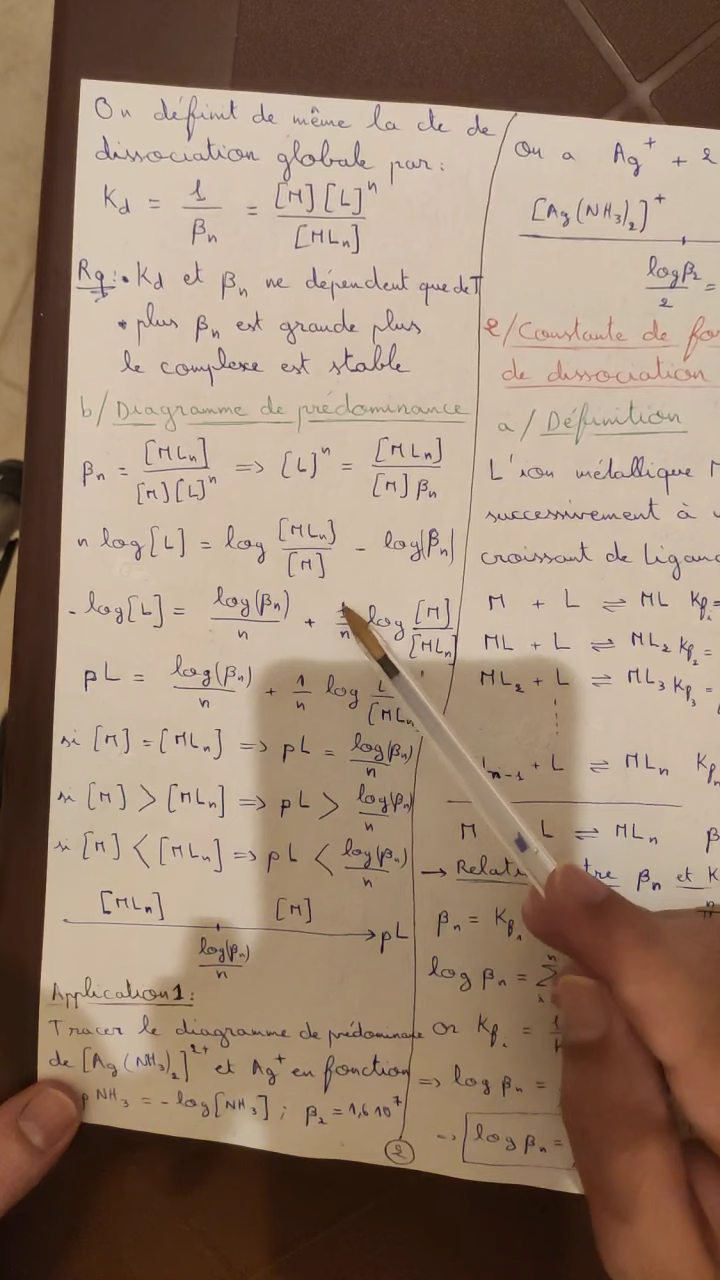 On définit de même la cte de
dissociation globale par:
Kd = 1/βn = [M][L]^n/[MLn]
Rq: • Kd et βn ne dépendent que de T
• plus βn est grande plus
le complexe est stable
b/ Diagramme de prédominance
βn = [MLn]/[M][L]^n => [L]^n = [MLn]/[M]βn
n log[L] = log [MLn]/[M] - log(βn)
- log[L] = log(βn)/n + 1/n log [M]/[MLn]
pL = log(βn)/n + 1/n log L/[MLn
si [M] = [MLn] => pL = log(βn)/n
si [M] > [MLn] => pL > log(βn)/n
si [M] < [MLn] => pL < log(βn)/n
[MLn] [M]
pL
log(βn)/n
Application 1:
Tracer le diagramme de prédominance
de [Ag(NH3)2]^2+ et Ag^+ en fonction
pNH3 = -log[NH3] ; β2 = 1,6 10^7
2
On a Ag^+ + 2
[Ag(NH3)2]^+
logβ2/2 =
2/ Constante de fo
de dissociation
a/ Définition
L'ion métallique M
successivement à
croissant de Ligan
M + L ⇌ ML Kf1 =
ML + L ⇌ ML2 Kf2 =
ML2 + L ⇌ ML3 Kf3 =
n-1 + L ⇌ MLn Kfn
M L ⇌ MLn β
→ Relati tre βn et K
βn = Kf1
log βn = Σ
or Kfi = 1
=> log βn =
=> log βn =